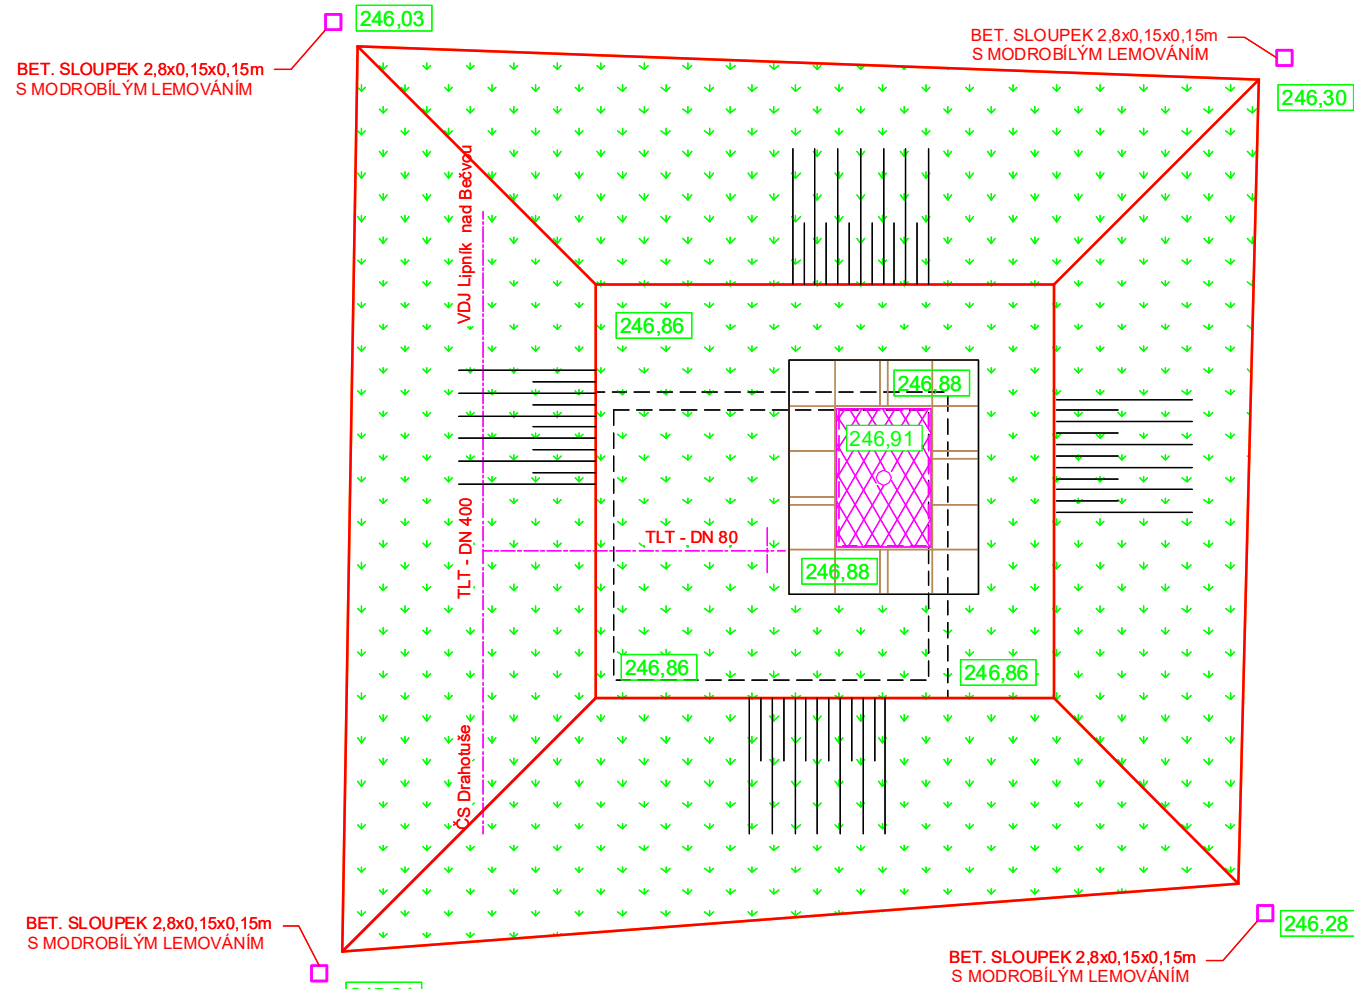 246,03
BET. SLOUPEK 2,8x0,15x0,15m
S MODROBÍLÝM LEMOVÁNÍM
BET. SLOUPEK 2,8x0,15x0,15m
S MODROBÍLÝM LEMOVÁNÍM
246,30
VDJ Lipník nad Bečvou
246,86
246,88
246,91
TLT - DN 400
TLT - DN 80
246,88
246,86
246,86
ČS Drahotuše
BET. SLOUPEK 2,8x0,15x0,15m
S MODROBÍLÝM LEMOVÁNÍM
246,28
BET. SLOUPEK 2,8x0,15x0,15m
S MODROBÍLÝM LEMOVÁNÍM